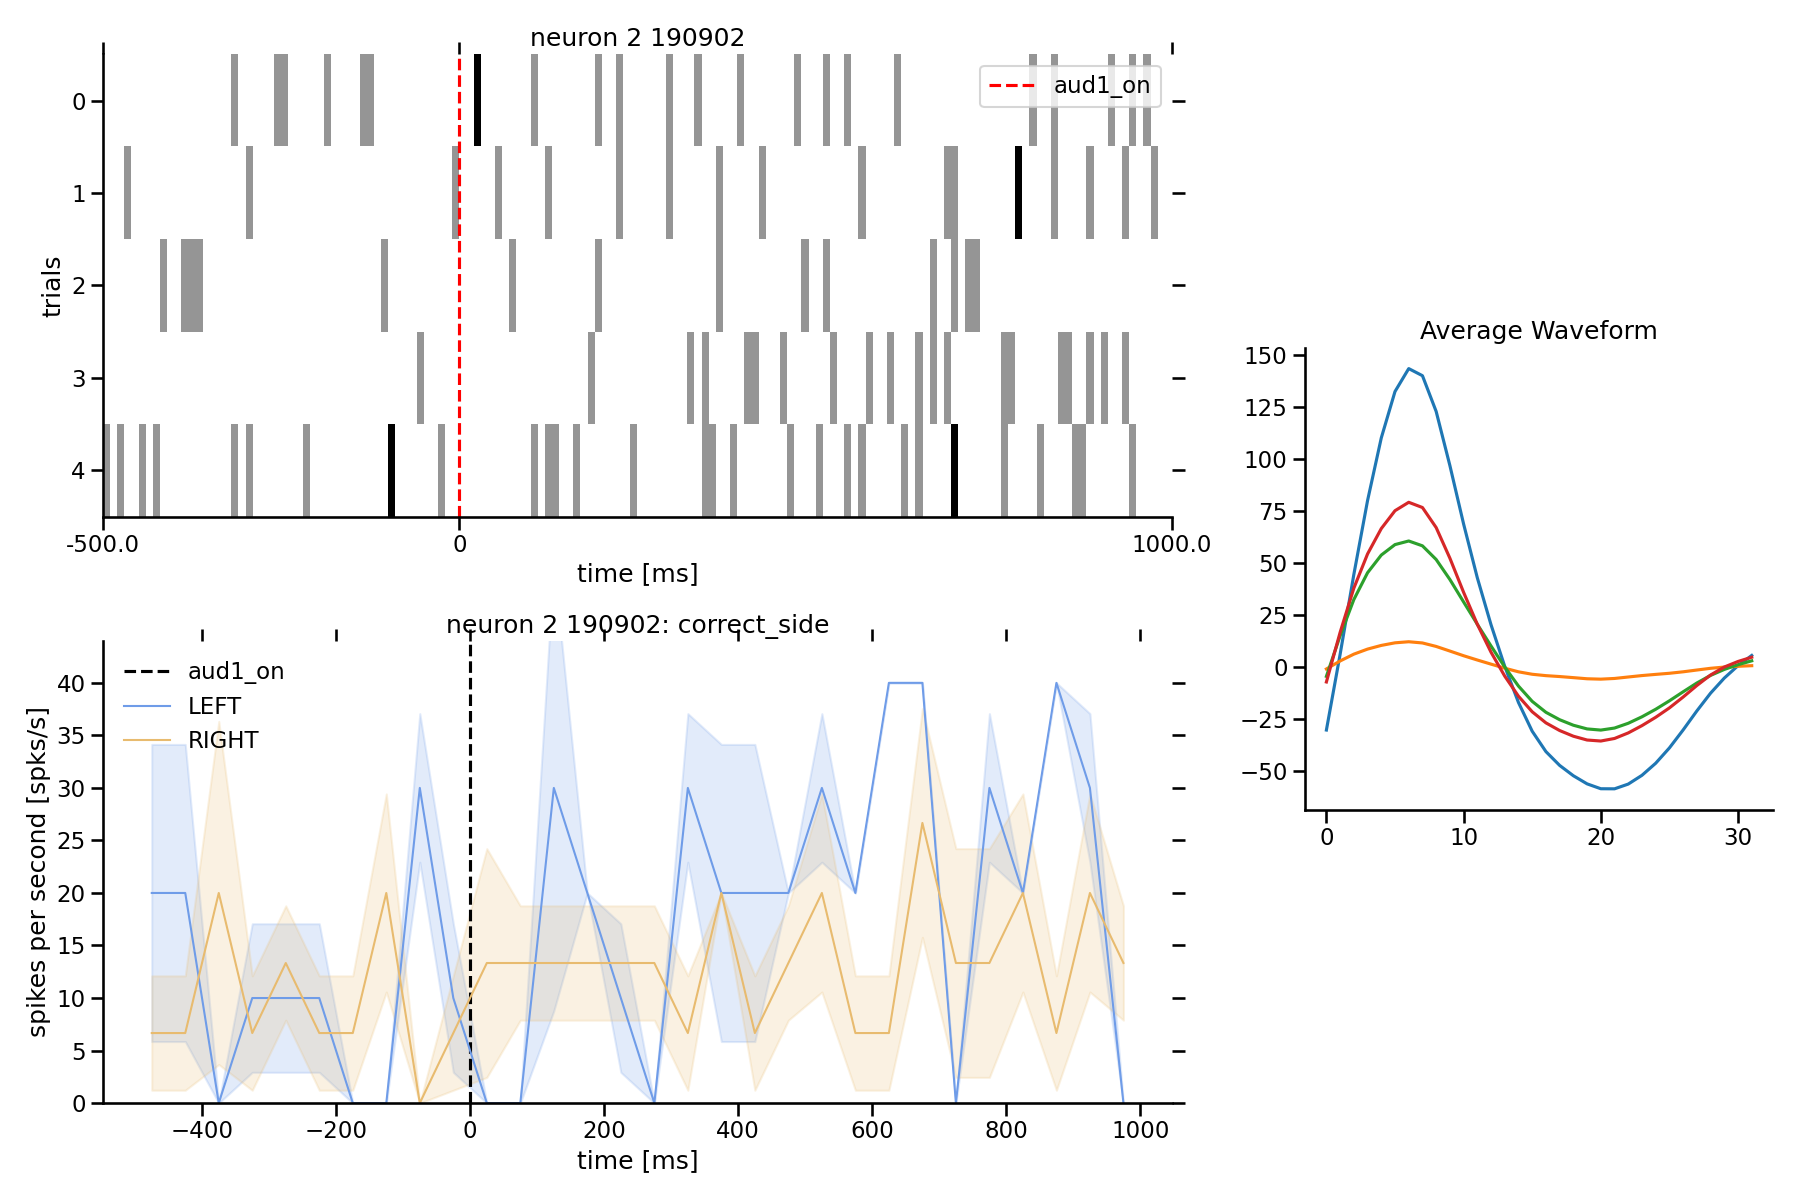 neuron 2 190902
aud1_on
trials
0
1
2
3
4
-500.0 0 1000.0
time [ms]
Average Waveform
150
125
100
75
50
25
0
−25
−50
0 10 20 30
neuron 2 190902: correct_side
aud1_on
LEFT
RIGHT
spikes per second [spks/s]
40
35
30
25
20
15
10
5
0
−400 −200 0 200 400 600 800 1000
time [ms]